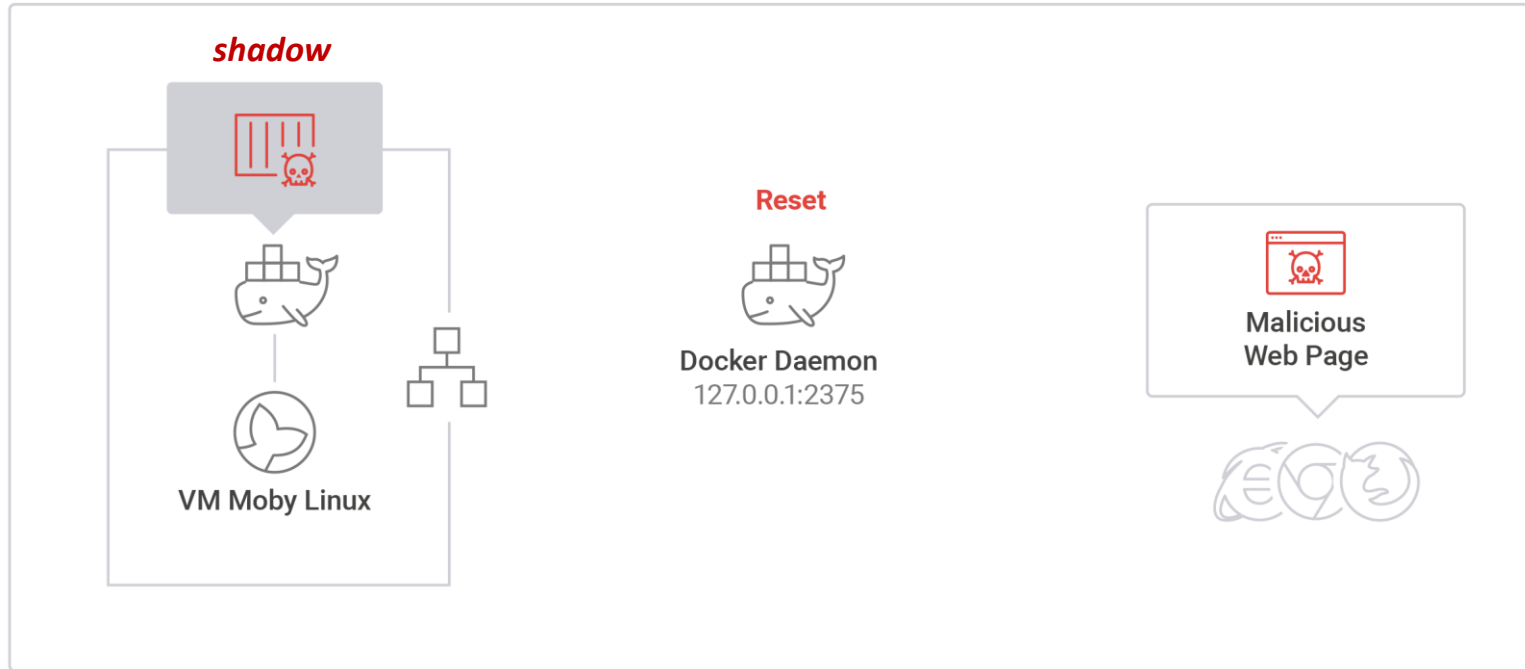 shadow
Reset
Docker Daemon
127.0.0.1:2375
VM Moby Linux
Malicious
Web Page